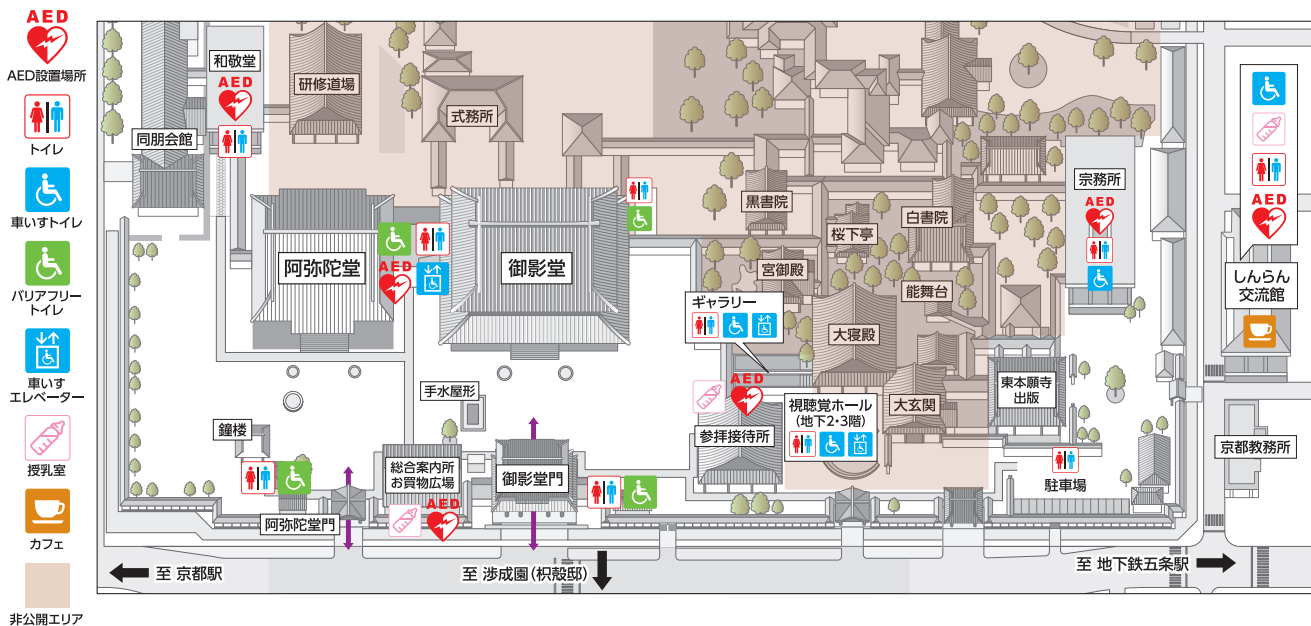 AED
AED設置場所
トイレ
車いすトイレ
バリアフリー
トイレ
車いす
エレベーター
授乳室
カフェ
非公開エリア
和敬堂
AED
同朋会館
研修道場
式務所
阿弥陀堂
AED
御影堂
黒書院
桜下亭
白書院
宮御殿
能舞台
大寝殿
大玄関
宗務所
AED
AED
しんらん
交流館
ギャラリー
AED
参拝接待所
視聴覚ホール
(地下2・3階)
東本願寺
出版
駐車場
京都教務所
手水屋形
鐘楼
総合案内所
お買物広場
AED
御影堂門
阿弥陀堂門
至 京都駅
至 渉成園(枳殻邸)
至 地下鉄五条駅